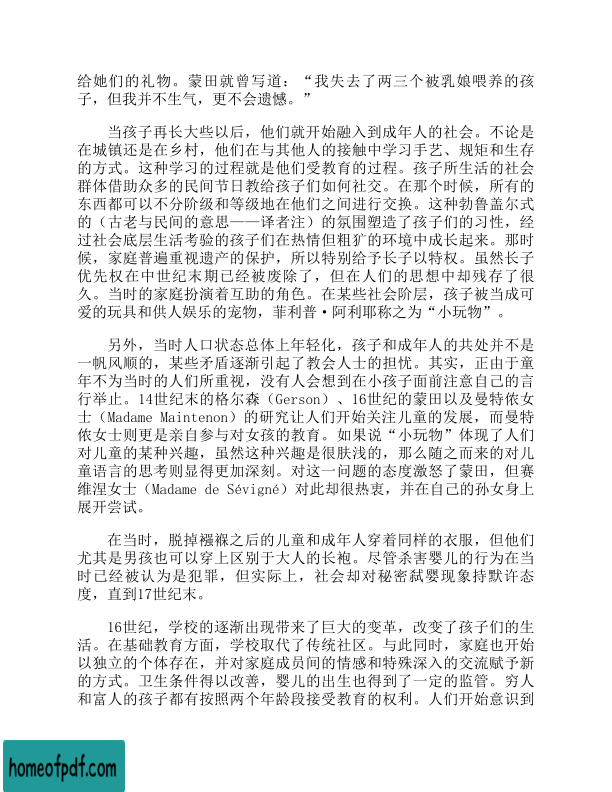 给她们的礼物。蒙田就曾写道：“我失去了两三个被乳娘喂养的孩
子，但我并不生气，更不会遗憾。”
当孩子再长大些以后，他们就开始融入到成年人的社会。不论是
在城镇还是在乡村，他们在与其他人的接触中学习手艺、规矩和生存
的方式。这种学习的过程就是他们受教育的过程。孩子所生活的社会
群体借助众多的民间节日教给孩子们如何社交。在那个时候，所有的
东西都可以不分阶级和等级地在他们之间进行交换。这种勃鲁盖尔式
的（古老与民间的意思——译者注）的氛围塑造了孩子们的习性，经
过社会底层生活考验的孩子们在热情但粗犷的环境中成长起来。那时
候，家庭普遍重视遗产的保护，所以特别给予长子以特权。虽然长子
优先权在中世纪末期已经被废除了，但在人们的思想中却残存了很
久。当时的家庭扮演着互助的角色。在某些社会阶层，孩子被当成可
爱的玩具和供人娱乐的宠物，菲利普·阿利耶称之为“小玩物”。
另外，当时人口状态总体上年轻化，孩子和成年人的共处并不是
一帆风顺的，某些矛盾逐渐引起了教会人士的担忧。其实，正由于童
年不为当时的人们所重视，没有人会想到在小孩子面前注意自己的言
行举止。14世纪末的格尔森（Gerson）、16世纪的蒙田以及曼特侬女
士（Madame Maintenon）的研究让人们开始关注儿童的发展，而曼特
侬女士则更是亲自参与对女孩的教育。如果说“小玩物”体现了人们
对儿童的某种兴趣，虽然这种兴趣是很肤浅的，那么随之而来的对儿
童语言的思考则显得更加深刻。对这一问题的态度激怒了蒙田，但赛
维涅女士（Madame de Sévigné）对此却很热衷，并在自己的孙女身上
展开尝试。
在当时，脱掉襁褓之后的儿童和成年人穿着同样的衣服，但他们
尤其是男孩也可以穿上区别于大人的长袍。尽管杀害婴儿的行为在当
时已经被认为是犯罪，但实际上，社会却对秘密弑婴现象持默许态
度，直到17世纪末。
16世纪，学校的逐渐出现带来了巨大的变革，改变了孩子们的生
活。在基础教育方面，学校取代了传统社区。与此同时，家庭也开始
以独立的个体存在，并对家庭成员间的情感和特殊深入的交流赋予新
的方式。卫生条件得以改善，婴儿的出生也得到了一定的监管。穷人
和富人的孩子都有按照两个年龄段接受教育的权利。人们开始意识到
homeofpdf.com